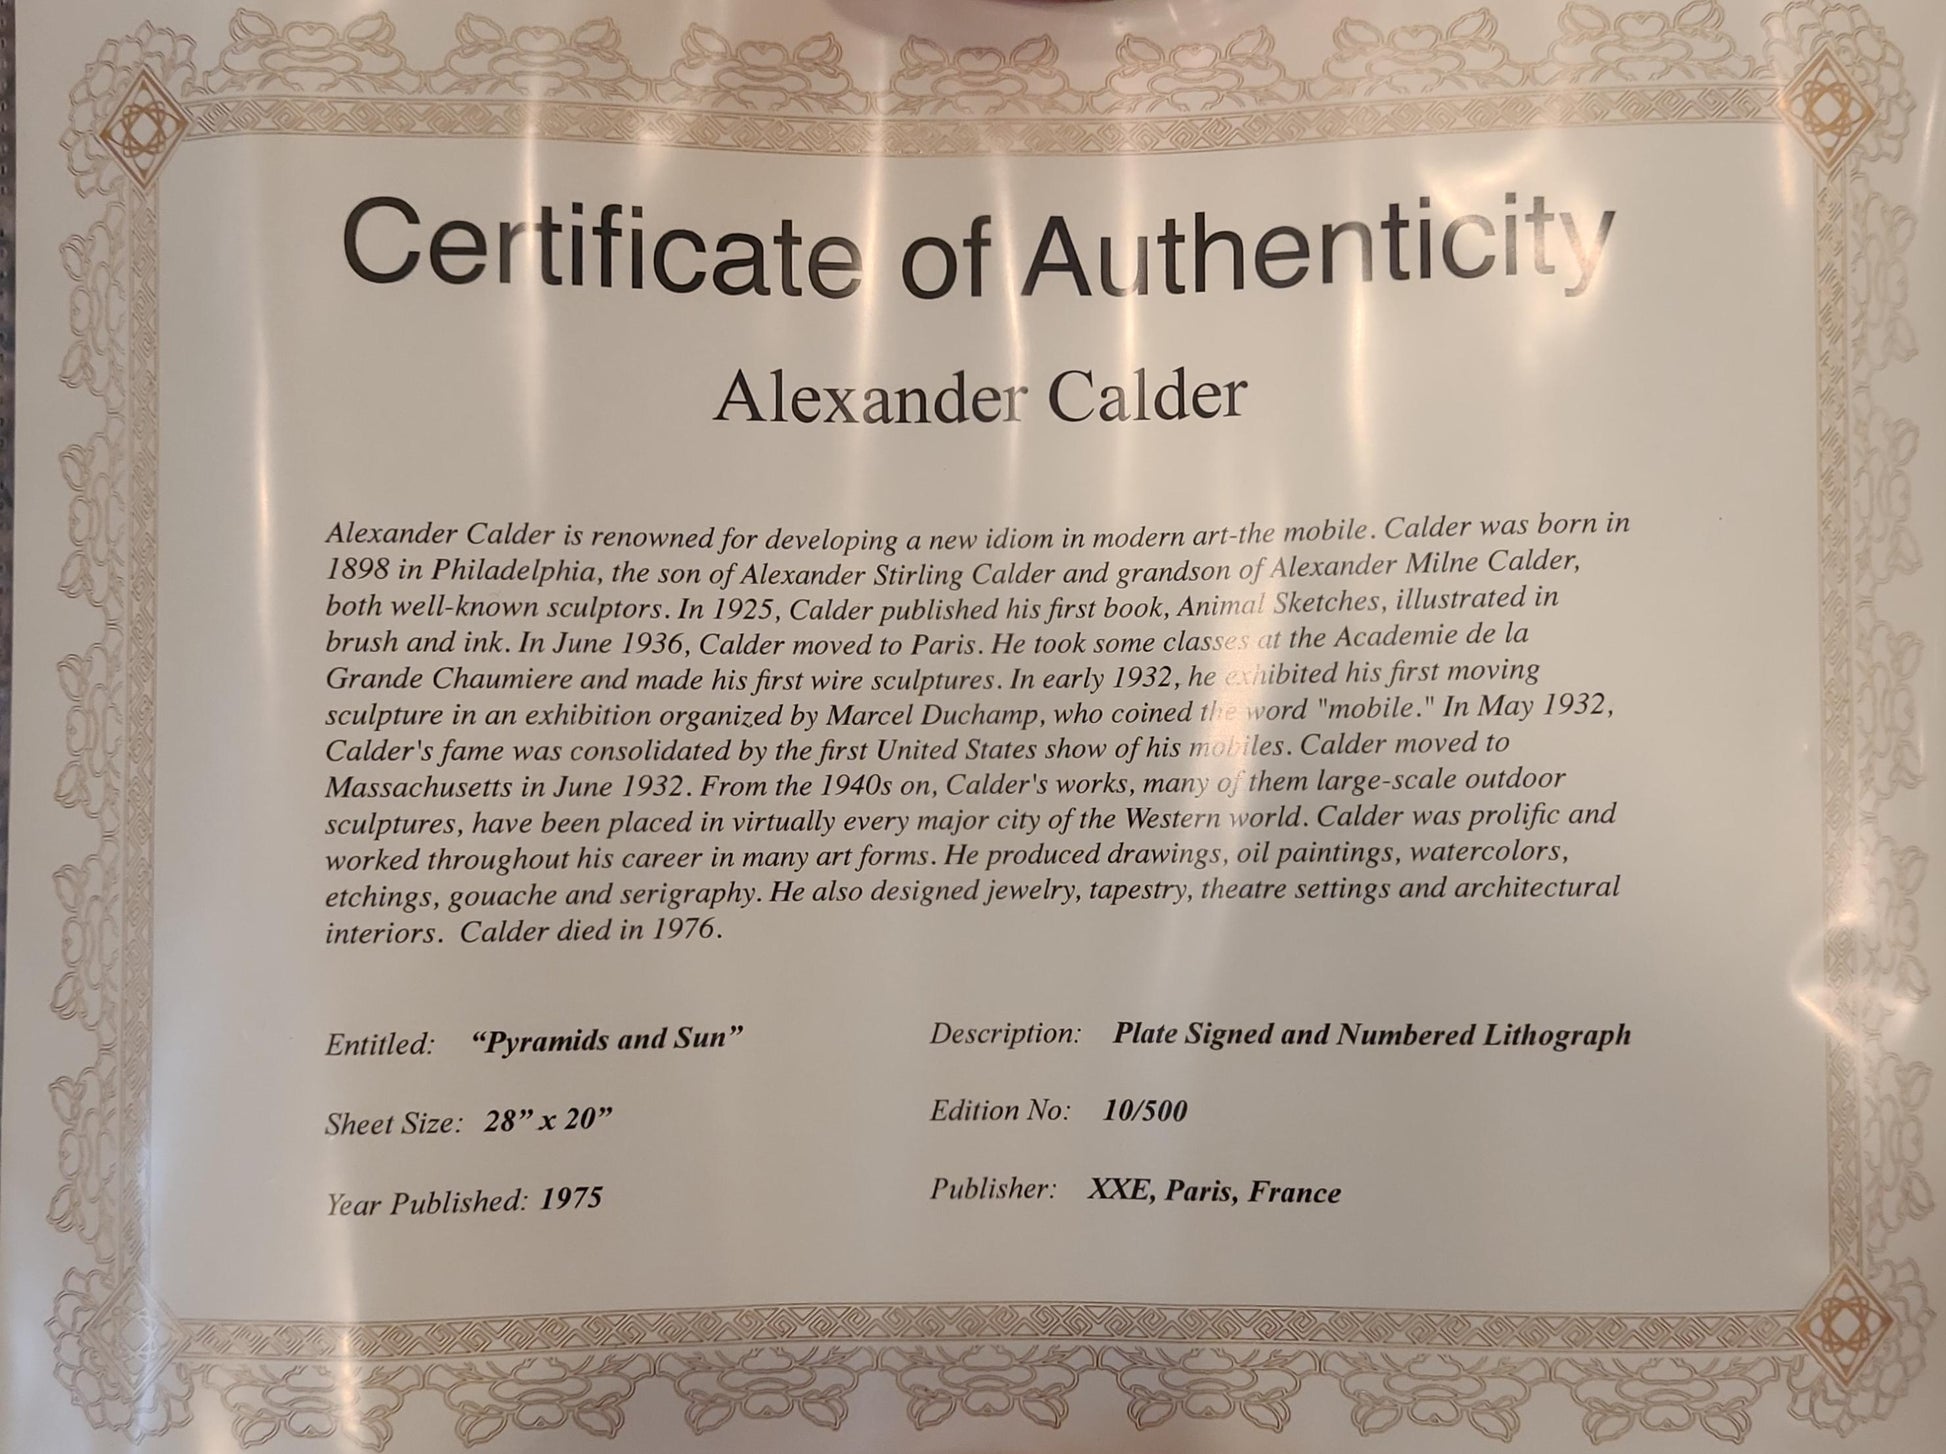 Certificate of Authenticity
Alexander Calder
Alexander Calder is renowned for developing a new idiom in modern art-the mobile. Calder was born in
1898 in Philadelphia, the son of Alexander Stirling Calder and grandson of Alexander Milne Calder,
both well-known sculptors. In 1925, Calder published his first book, Animal Sketches, illustrated in
brush and ink. In June 1936, Calder moved to Paris. He took some classes at the Academie de la
Grande Chaumiere and made his first wire sculptures. In early 1932, he exhibited his first moving
sculpture in an exhibition organized by Marcel Duchamp, who coined the word "mobile." In May 1932,
Calder's fame was consolidated by the first United States show of his mobiles. Calder moved to
Massachusetts in June 1932. From the 1940s on, Calder's works, many of them large-scale outdoor
sculptures, have been placed in virtually every major city of the Western world. Calder was prolific and
worked throughout his career in many art forms. He produced drawings, oil paintings, watercolors,
etchings, gouache and serigraphy. He also designed jewelry, tapestry, theatre settings and architectural
interiors.  Calder died in 1976.
Entitled: “Pyramids and Sun”
Description: Plate Signed and Numbered Lithograph
Sheet Size: 28” x 20”
Edition No: 10/500
Year Published: 1975
Publisher: XXE, Paris, France